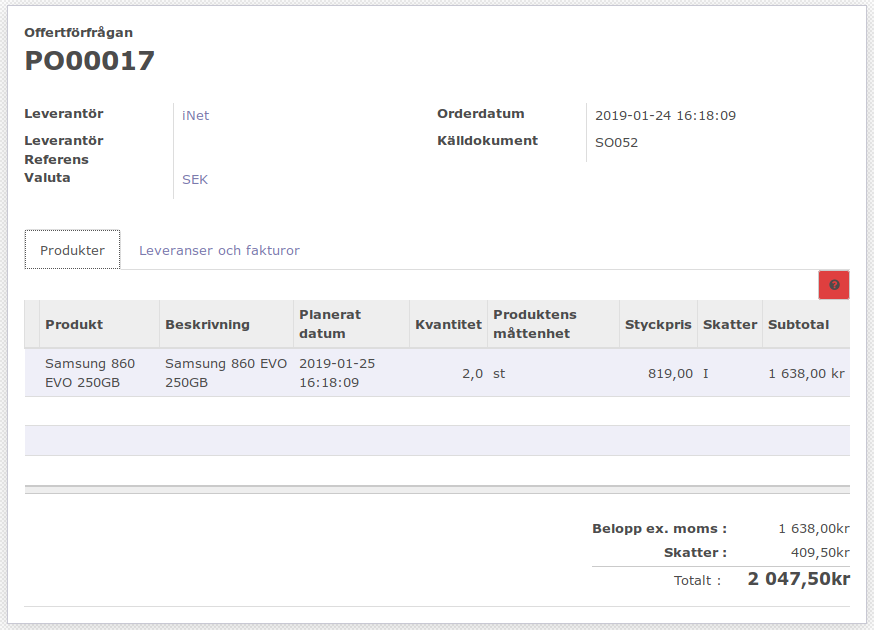 Offertförfrågan
PO00017
Leverantör iNet Orderdatum 2019-01-24 16:18:09
Leverantör Referens Källdokument SO052
Valuta SEK
Produkter Leveranser och fakturor
Produkt Beskrivning Planerat datum Kvantitet Produktens måttenhet Styckpris Skatter Subtotal
Samsung 860 EVO 250GB Samsung 860 EVO 250GB 2019-01-25 16:18:09 2,0 st 819,00 I 1 638,00 kr
Belopp ex. moms : 1 638,00kr
Skatter : 409,50kr
Totalt : 2 047,50kr